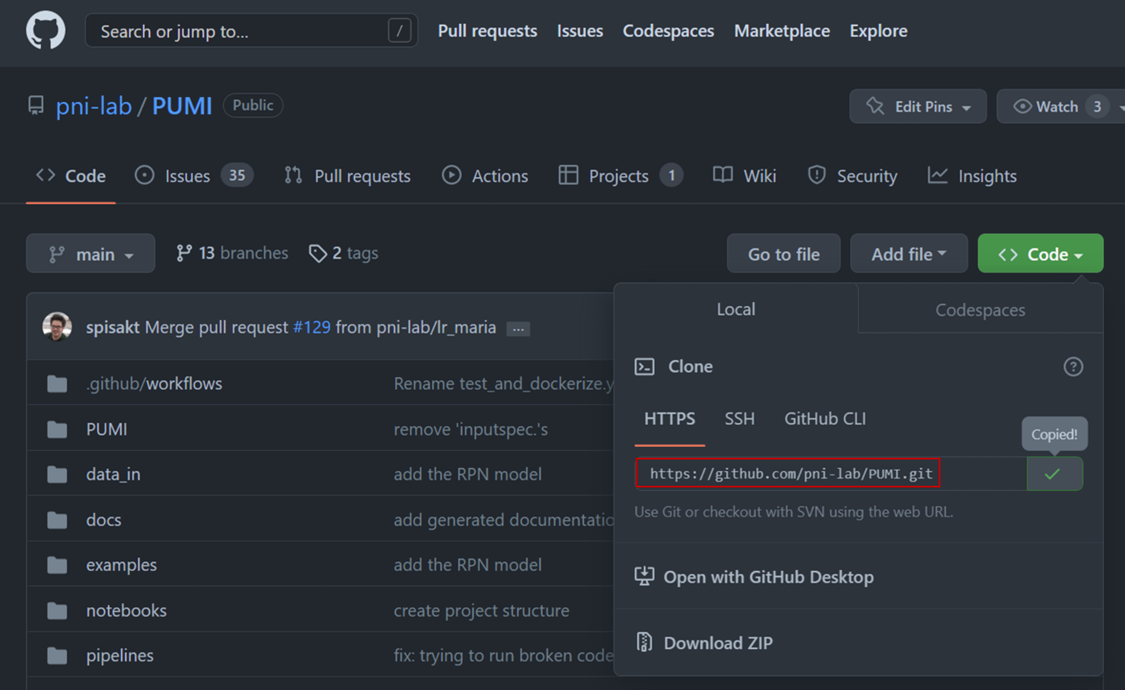 Search or jump to... /
Pull requests Issues Codespaces Marketplace Explore
pni-lab / PUMI Public
Edit Pins Watch 3
<> Code Issues 35 Pull requests Actions Projects 1 Wiki Security Insights
main 13 branches 2 tags Go to file Add file <> Code
spisakt Merge pull request #129 from pni-lab/lr_maria ...
.github/workflows Rename test_and_dockerize.y
PUMI remove 'inputspec.'s
data_in add the RPN model
docs add generated documentatio
examples add the RPN model
notebooks create project structure
pipelines fix: trying to run broken code
Local Codespaces
Clone ?
HTTPS SSH GitHub CLI
Copied!
https://github.com/pni-lab/PUMI.git
Use Git or checkout with SVN using the web URL.
Open with GitHub Desktop
Download ZIP